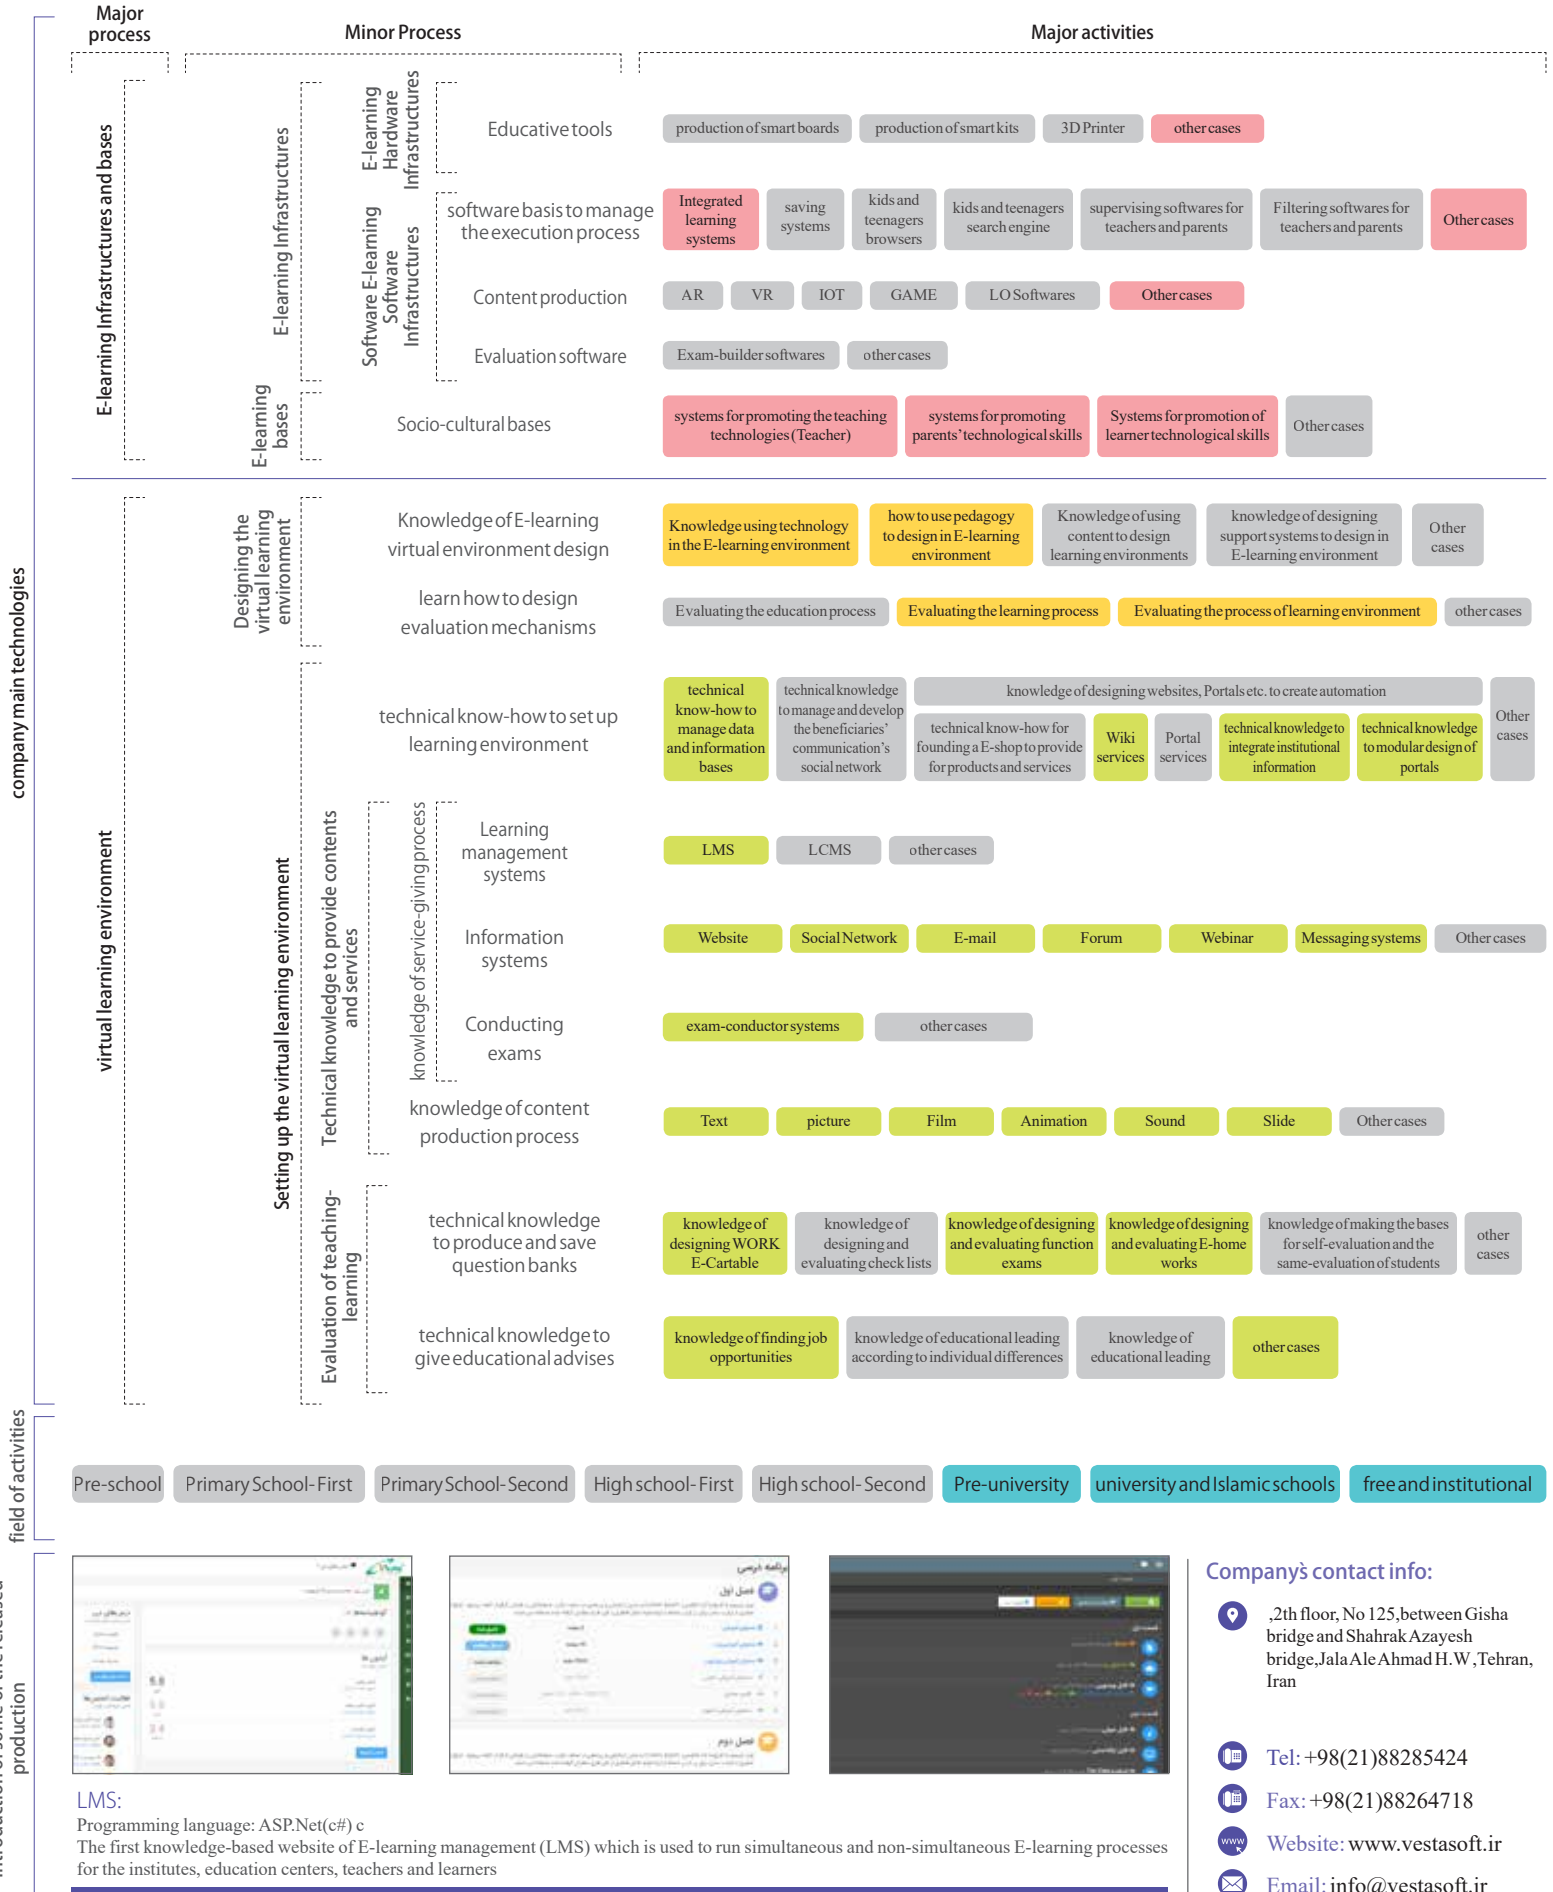 Major
process
Minor Process
Major activities
company main technologies
E-learning Infrastructures and bases
E-learning Infrastructures
E-learning
Hardware
Infrastructures
Educative tools
production of smart boards
production of smart kits
3D Printer
other cases
Software E-learning
Software
Infrastructures
software basis to manage
the execution process
Integrated
learning
systems
saving
systems
kids and
teenagers
browsers
kids and teenagers
search engine
supervising softwares for
teachers and parents
Filtering softwares for
teachers and parents
Other cases
Content production
AR
VR
IOT
GAME
LO Softwares
Other cases
Evaluation software
Exam-builder softwares
other cases
E-learning
bases
Socio-cultural bases
systems for promoting the teaching
technologies (Teacher)
systems for promoting
parents' technological skills
Systems for promotion of
learner technological skills
Other cases
virtual learning environment
Designing the
virtual learning
environment
Knowledge of E-learning
virtual environment design
Knowledge using technology
in the E-learning environment
how to use pedagogy
to design in E-learning
environment
Knowledge of using
content to design
learning environments
knowledge of designing
support systems to design in
E-learning environment
Other
cases
learn how to design
evaluation mechanisms
Evaluating the education process
Evaluating the learning process
Evaluating the process of learning environment
other cases
Setting up the virtual learning environment
technical know-how to set up
learning environment
technical
know-how to
manage data
and information
bases
technical knowledge
to manage and develop
the beneficiaries'
communication's
social network
knowledge of designing websites, Portals etc. to create automation
technical know-how for
founding a E-shop to provide
for products and services
Wiki
services
Portal
services
technical knowledge to
integrate institutional
information
technical knowledge
to modular design of
portals
Other
cases
Technical knowledge to provide contents
and services
knowledge of service-giving process
Learning
management
systems
LMS
LCMS
other cases
Information
systems
Website
Social Network
E-mail
Forum
Webinar
Messaging systems
Other cases
Conducting
exams
exam-conductor systems
other cases
knowledge of content
production process
Text
picture
Film
Animation
Sound
Slide
Other cases
Evaluation of teaching-
learning
technical knowledge
to produce and save
question banks
knowledge of
designing WORK
E-Cartable
knowledge of
designing and
evaluating check lists
knowledge of designing
and evaluating function
exams
knowledge of designing
and evaluating E-home
works
knowledge of making the bases
for self-evaluation and the
same-evaluation of students
other
cases
technical knowledge to
give educational advises
knowledge of finding job
opportunities
knowledge of educational leading
according to individual differences
knowledge of
educational leading
other cases
field of activities
Pre-school
Primary School- First
Primary School- Second
High school- First
High school- Second
Pre-university
university and Islamic schools
free and institutional
production
برنامه درسی
فصل اول
فصل دوم
LMS:
Programming language: ASP.Net(c#) c
The first knowledge-based website of E-learning management (LMS) which is used to run simultaneous and non-simultaneous E-learning processes
for the institutes, education centers, teachers and learners
Company's contact info:
,2th floor, No 125,between Gisha
bridge and Shahrak Azayesh
bridge,Jala Ale Ahmad H.W ,Tehran,
Iran
Tel: +98(21)88285424
Fax: +98(21)88264718
www
Website: www.vestasoft.ir
Email: info@vestasoft.ir